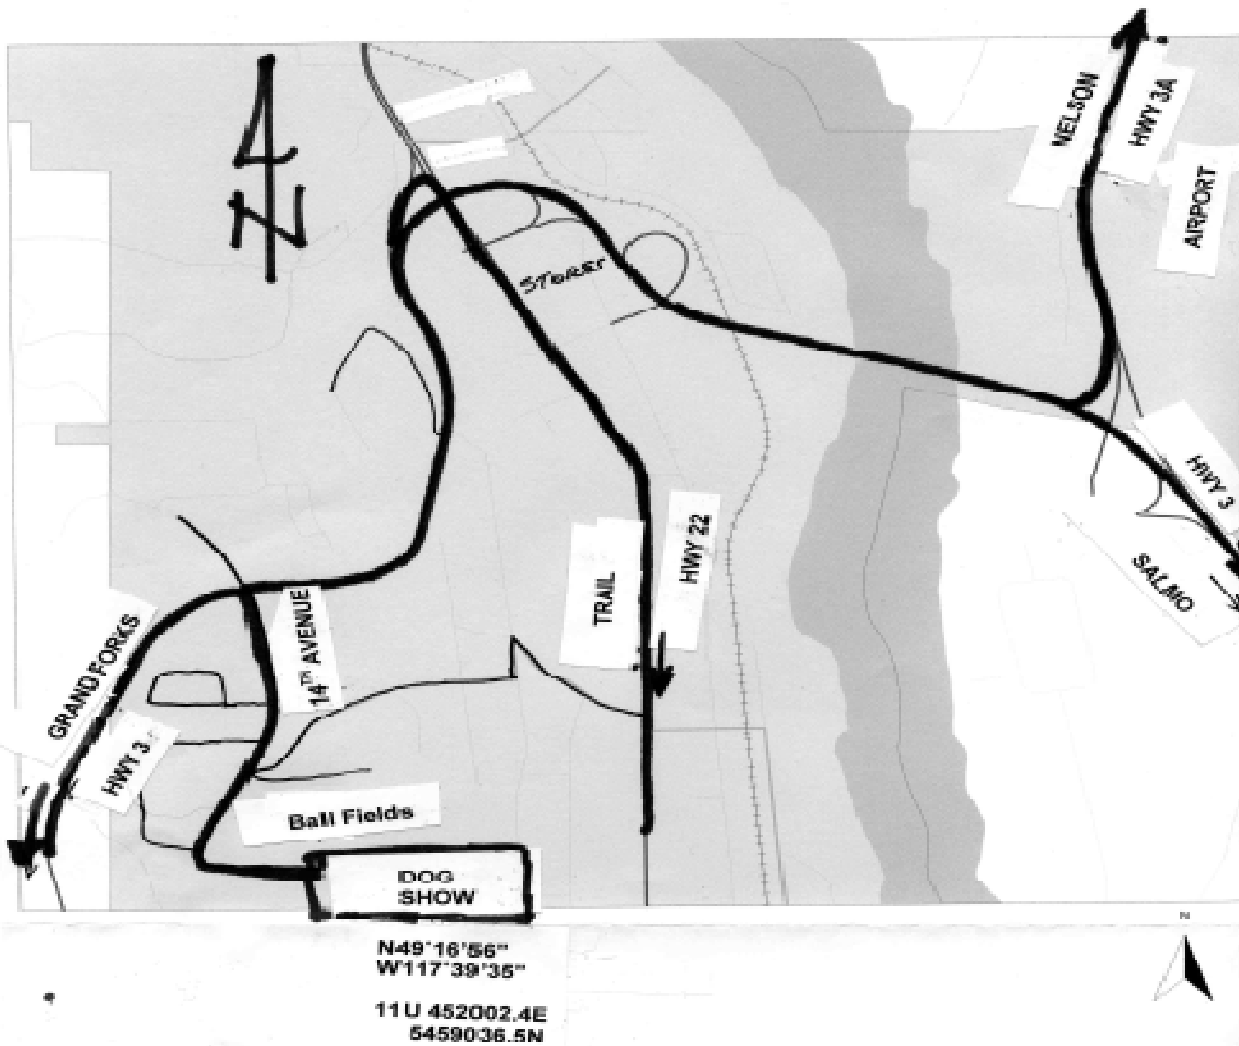 N
NELSON
HWY 3A
AIRPORT
STORES
HWY 3
SALMO
TRAIL
HWY 22
14TH AVENUE
GRAND FORKS
HWY 3
Ball Fields
DOG
SHOW
N
N49°16'56"
W117°39'35"
11U 452002.4E
5459036.5N